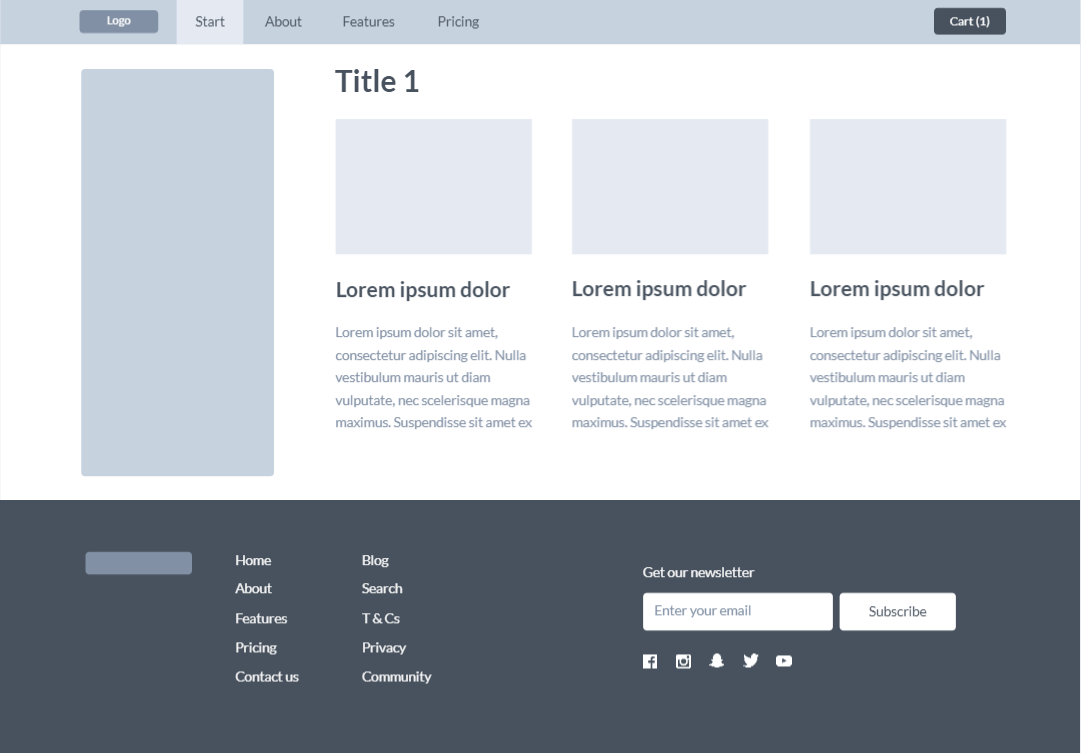 Logo
Start
About
Features
Pricing
Cart (1)
Title 1
Lorem ipsum dolor
Lorem ipsum dolor sit amet,
consectetur adipiscing elit. Nulla
vestibulum mauris ut diam
vulputate, nec scelerisque magna
maximus. Suspendisse sit amet ex
Lorem ipsum dolor
Lorem ipsum dolor sit amet,
consectetur adipiscing elit. Nulla
vestibulum mauris ut diam
vulputate, nec scelerisque magna
maximus. Suspendisse sit amet ex
Lorem ipsum dolor
Lorem ipsum dolor sit amet,
consectetur adipiscing elit. Nulla
vestibulum mauris ut diam
vulputate, nec scelerisque magna
maximus. Suspendisse sit amet ex
Home
About
Features
Pricing
Contact us
Blog
Search
T & Cs
Privacy
Community
Get our newsletter
Enter your email
Subscribe